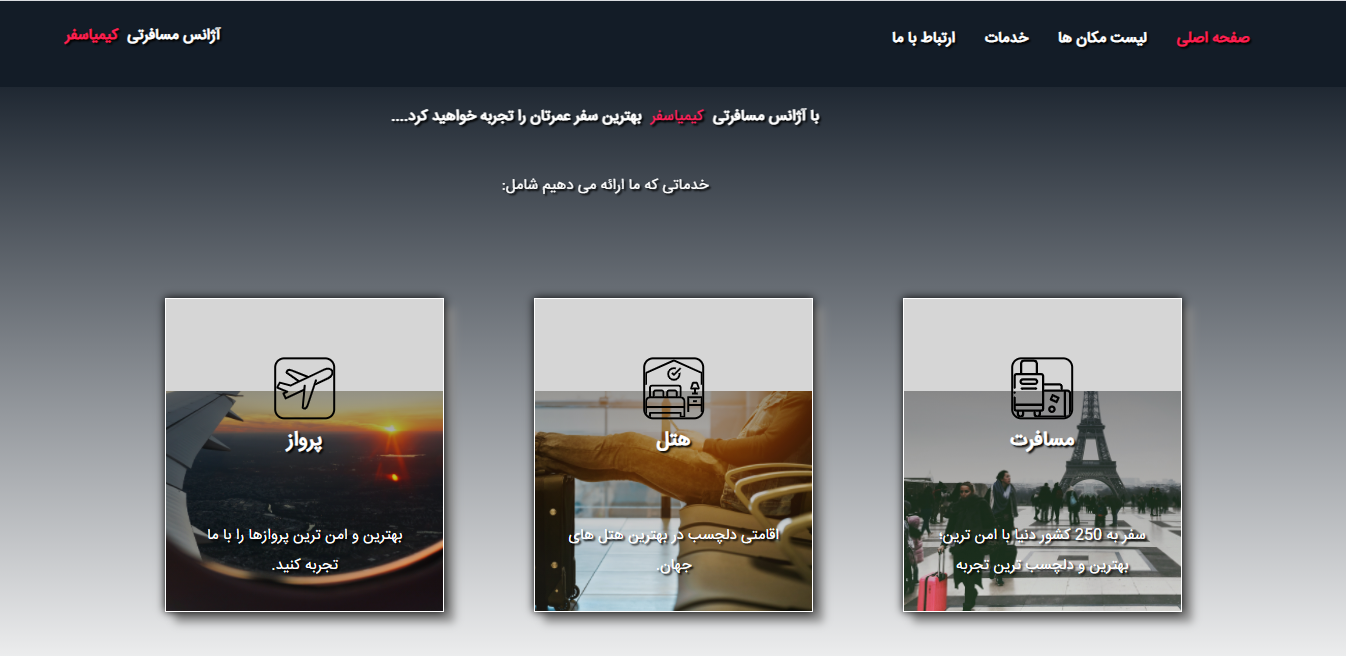 صفحه اصلی
لیست مکان ها
خدمات
ارتباط با ما
آژانس مسافرتی کیمیاسفر
با آژانس مسافرتی کیمیاسفر بهترین سفر عمرتان را تجربه خواهید کرد....
خدماتی که ما ارائه می دهیم شامل:
مسافرت
سفر به 250 کشور دنیا با امن ترین؛
بهترین و دلچسب ترین تجربه
هتل
اقامتی دلچسب در بهترین هتل های
جهان.
پرواز
بهترین و امن ترین پروازها را با ما
تجربه کنید.